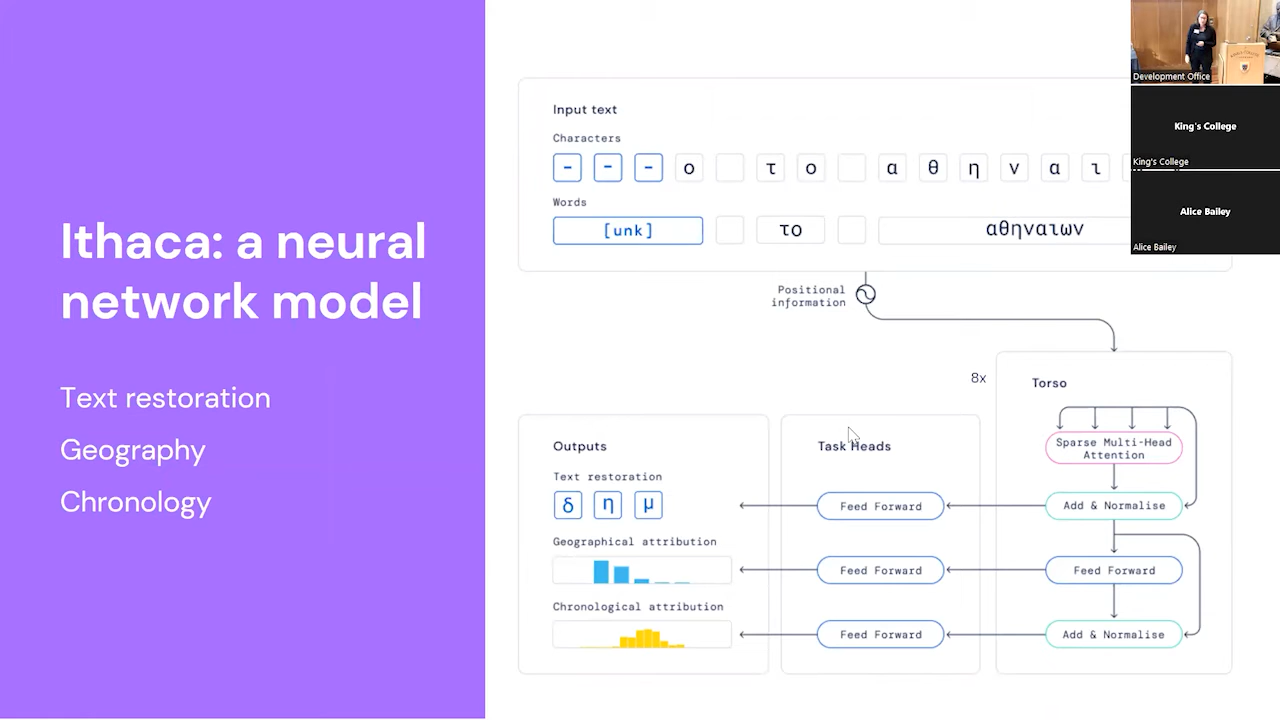 Ithaca: a neural
network model
Text restoration
Geography
Chronology
Input text
Characters
- - - ο τ ο α θ η ν α ι
Words
[unk] το αθηναιων
Positional
information
8x
Torso
Sparse Multi-Head
Attention
Add & Normalise
Feed Forward
Add & Normalise
Task Heads
Feed Forward
Feed Forward
Feed Forward
Outputs
Text restoration
δ η μ
Geographical attribution
Chronological attribution
Development Office
King's College
King's College
Alice Bailey
Alice Bailey